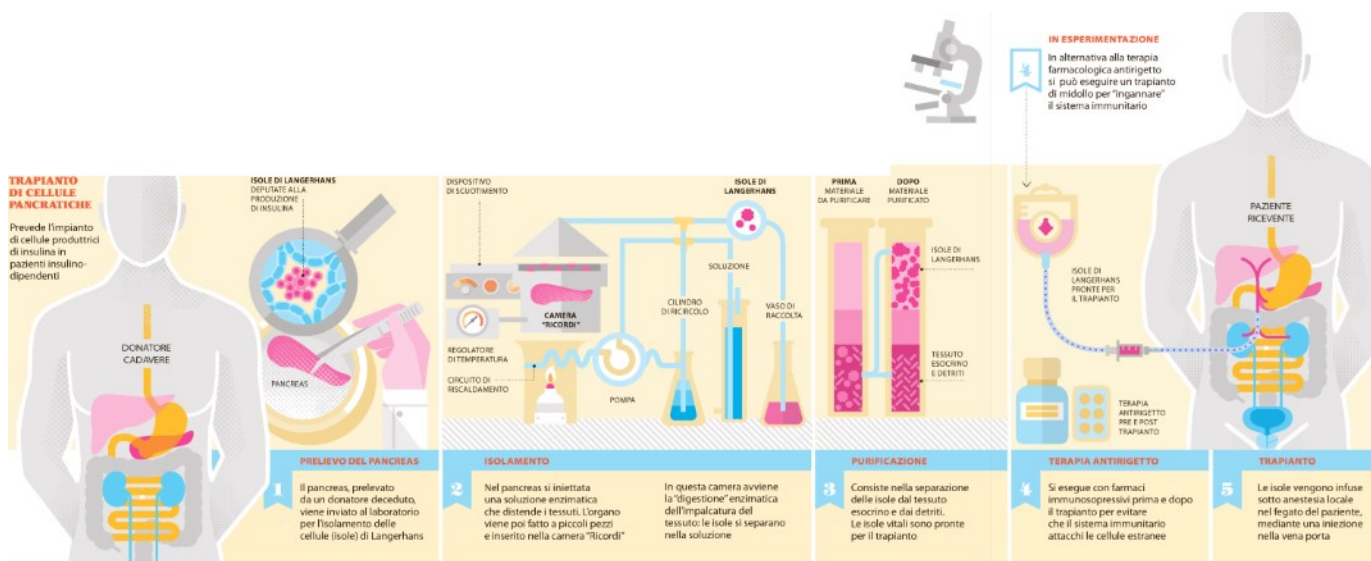 TRAPIANTO
DI CELLULE
PANCRATICHE
Prevede l'impianto
di cellule produttrici
di insulina in
pazienti insulino-
dipendenti
DONATORE
CADAVERE
ISOLE DI LANGERHANS
DEPUTATE ALLA
PRODUZIONE
DI INSULINA
PANCREAS
1
PRELIEVO DEL PANCREAS
Il pancreas, prelevato
da un donatore deceduto,
viene inviato al laboratorio
per l'isolamento delle
cellule (isole) di Langerhans
DISPOSITIVO
DI SCUOTIMENTO
CAMERA
"RICORDI"
REGOLATORE
DI TEMPERATURA
CIRCUITO DI
RISCALDAMENTO
POMPA
CILINDRO
DI RICIRCOLO
SOLUZIONE
ISOLE DI
LANGERHANS
VASO DI
RACCOLTA
2
ISOLAMENTO
Nel pancreas si iniettata
una soluzione enzimatica
che distende i tessuti. L'organo
viene poi fatto a piccoli pezzi
e inserito nella camera "Ricordi"
In questa camera avviene
la "digestione" enzimatica
dell'impalcatura del
tessuto: le isole si separano
nella soluzione
PRIMA
MATERIALE
DA PURIFICARE
DOPO
MATERIALE
PURIFICATO
ISOLE DI
LANGERHANS
TESSUTO
ESOCRINO
E DETRITI
3
PURIFICAZIONE
Consiste nella separazione
delle isole dal tessuto
esocrino e dai detriti.
Le isole vitali sono pronte
per il trapianto
4
IN ESPERIMENTAZIONE
In alternativa alla terapia
farmacologica antirigetto
si può eseguire un trapianto
di midollo per "ingannare"
il sistema immunitario
ISOLE DI
LANGERHANS
PRONTE PER
IL TRAPIANTO
TERAPIA
ANTIRIGETTO
PRE E POST
TRAPIANTO
4
TERAPIA ANTIRIGETTO
Si esegue con farmaci
immunosopressivi prima e dopo
il trapianto per evitare
che il sistema immunitario
attacchi le cellule estranee
PAZIENTE
RICEVENTE
5
TRAPIANTO
Le isole vengono infuse
sotto anestesia locale
nel fegato del paziente,
mediante una iniezione
nella vena porta